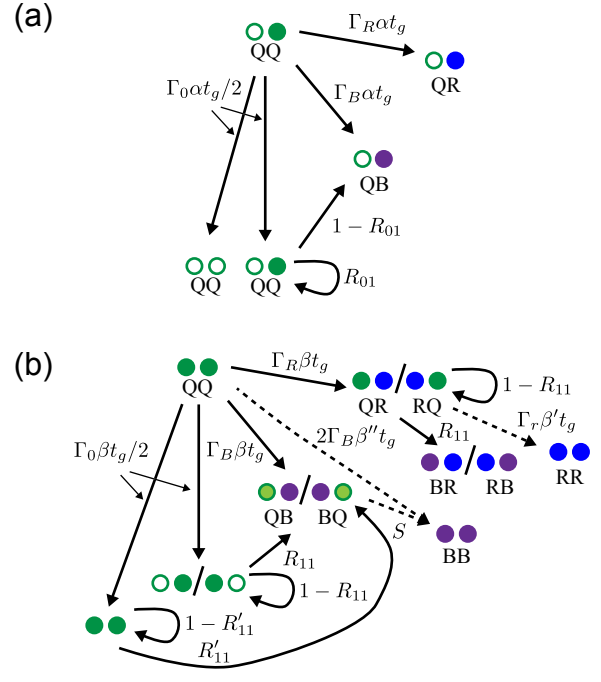 (a)
QQ
Γ_Rαt_g
QR
Γ_0αt_g/2
Γ_Bαt_g
QB
1 − R_01
QQ
QQ
R_01
(b)
QQ
Γ_Rβt_g
QR
RQ
1 − R_11
Γ_0βt_g/2
Γ_Bβt_g
2Γ_Bβ''t_g
R_11
Γ_rβ't_g
BR
RB
RR
QB
BQ
S
BB
R_11
1 − R_11
1 − R'_11
R'_11